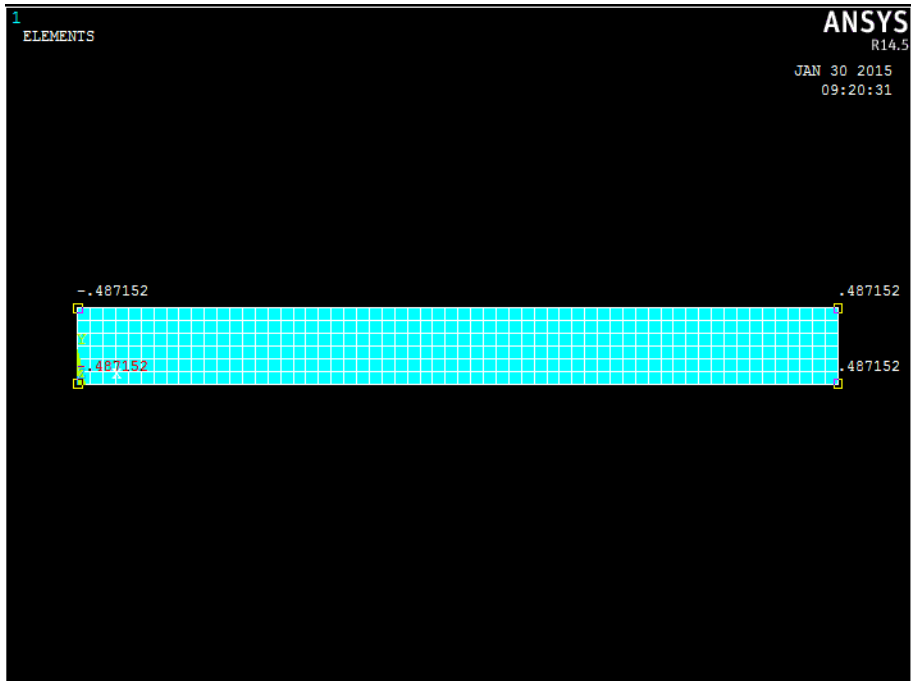 1
ELEMENTS
ANSYS
R14.5
JAN 30 2015
09:20:31
-.487152
.487152
Y
-.487152
.487152
X